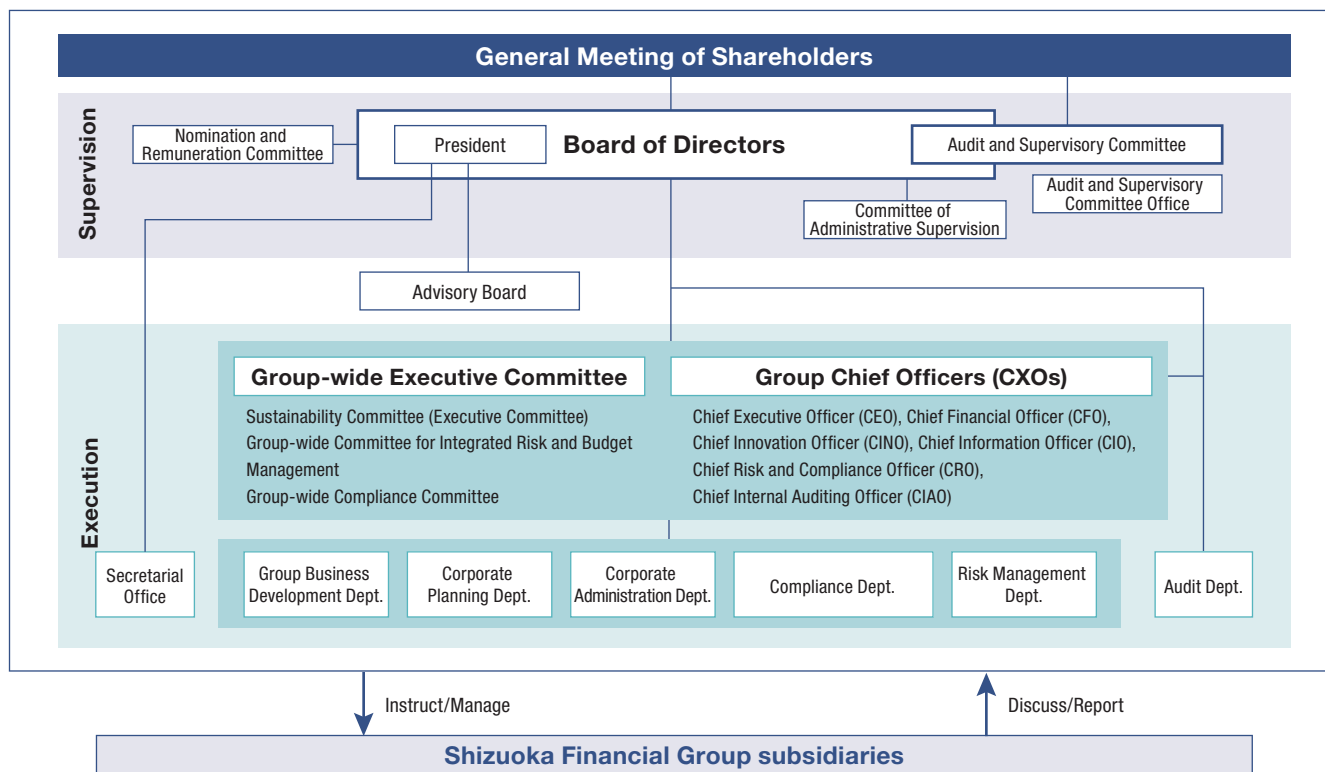 General Meeting of Shareholders
Supervision
Nomination and
Remuneration Committee
President
Board of Directors
Audit and Supervisory Committee
Audit and Supervisory
Committee Office
Committee of
Administrative Supervision
Advisory Board
Execution
Group-wide Executive Committee
Sustainability Committee (Executive Committee)
Group-wide Committee for Integrated Risk and Budget
Management
Group-wide Compliance Committee
Group Chief Officers (CXOs)
Chief Executive Officer (CEO), Chief Financial Officer (CFO),
Chief Innovation Officer (CINO), Chief Information Officer (CIO),
Chief Risk and Compliance Officer (CRO),
Chief Internal Auditing Officer (CIAO)
Secretarial
Office
Group Business
Development Dept.
Corporate
Planning Dept.
Corporate
Administration Dept.
Compliance Dept.
Risk Management
Dept.
Audit Dept.
Instruct/Manage
Discuss/Report
Shizuoka Financial Group subsidiaries